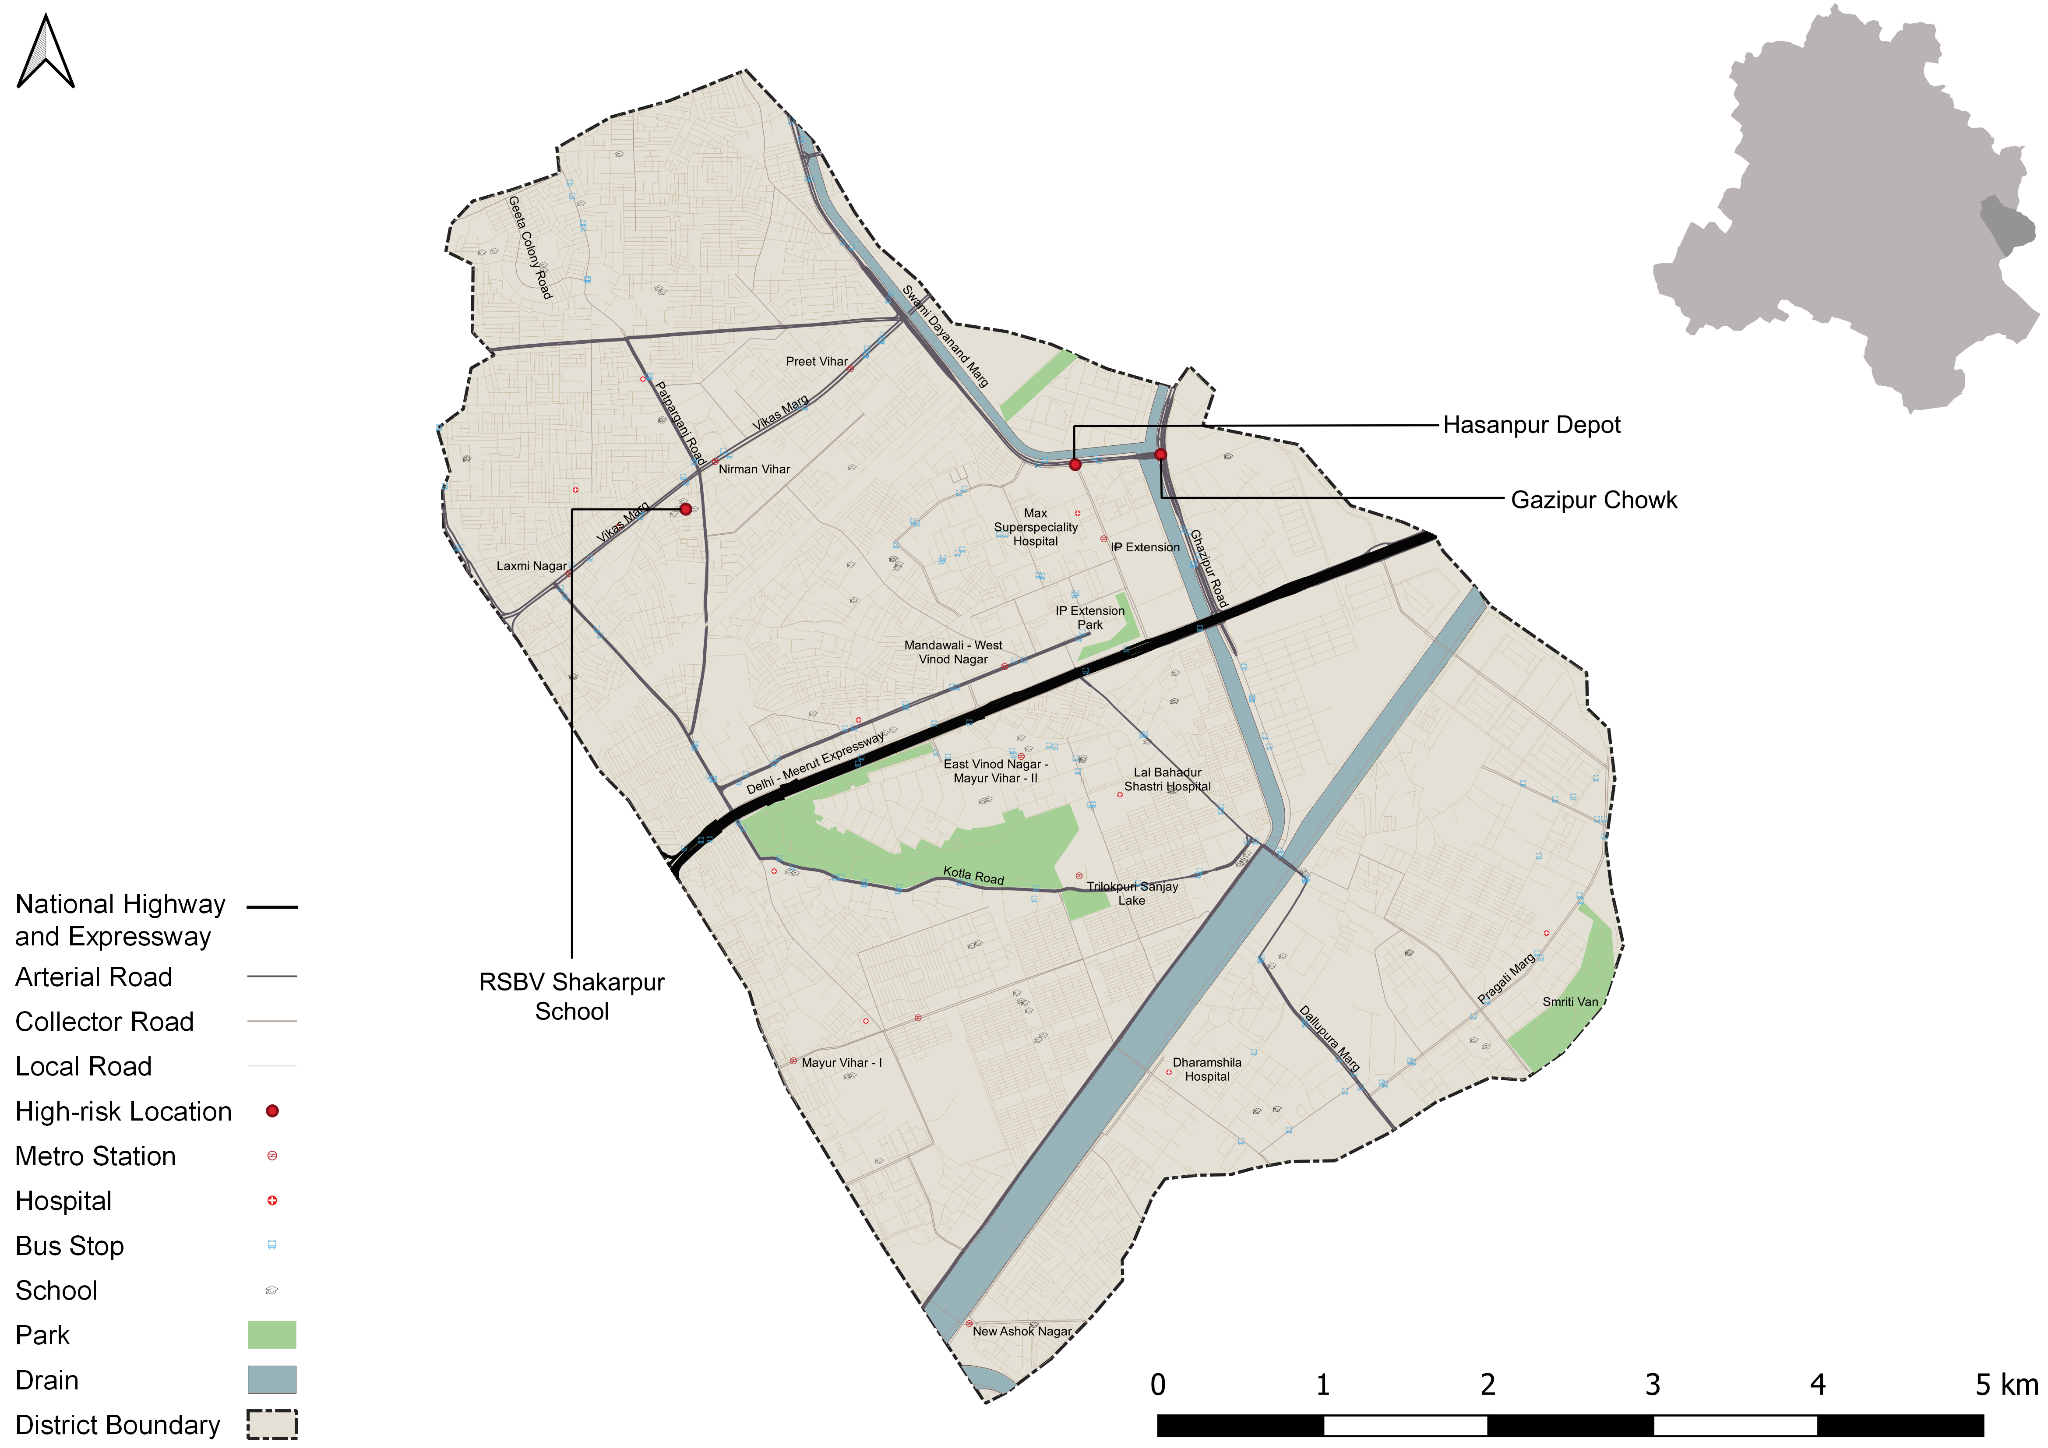 Geeta Colony Road
Swami Dayanand Marg
Preet Vihar
Patparganj Road
Vikas Marg
Nirman Vihar
Vikas Marg
Laxmi Nagar
Hasanpur Depot
Gazipur Chowk
Max
Superspeciality
Hospital
IP Extension
Ghazipur Road
IP Extension
Park
Mandawali - West
Vinod Nagar
Delhi - Meerut Expressway
East Vinod Nagar -
Mayur Vihar - II
Lal Bahadur
Shastri Hospital
Kotla Road
Trilokpuri Sanjay
Lake
RSBV Shakarpur
School
Pragati Marg
Smriti Van
Dallupura Marg
Mayur Vihar - I
Dharamshila
Hospital
New Ashok Nagar
National Highway
and Expressway
Arterial Road
Collector Road
Local Road
High-risk Location
Metro Station
Hospital
Bus Stop
School
Park
Drain
District Boundary
0 1 2 3 4 5 km